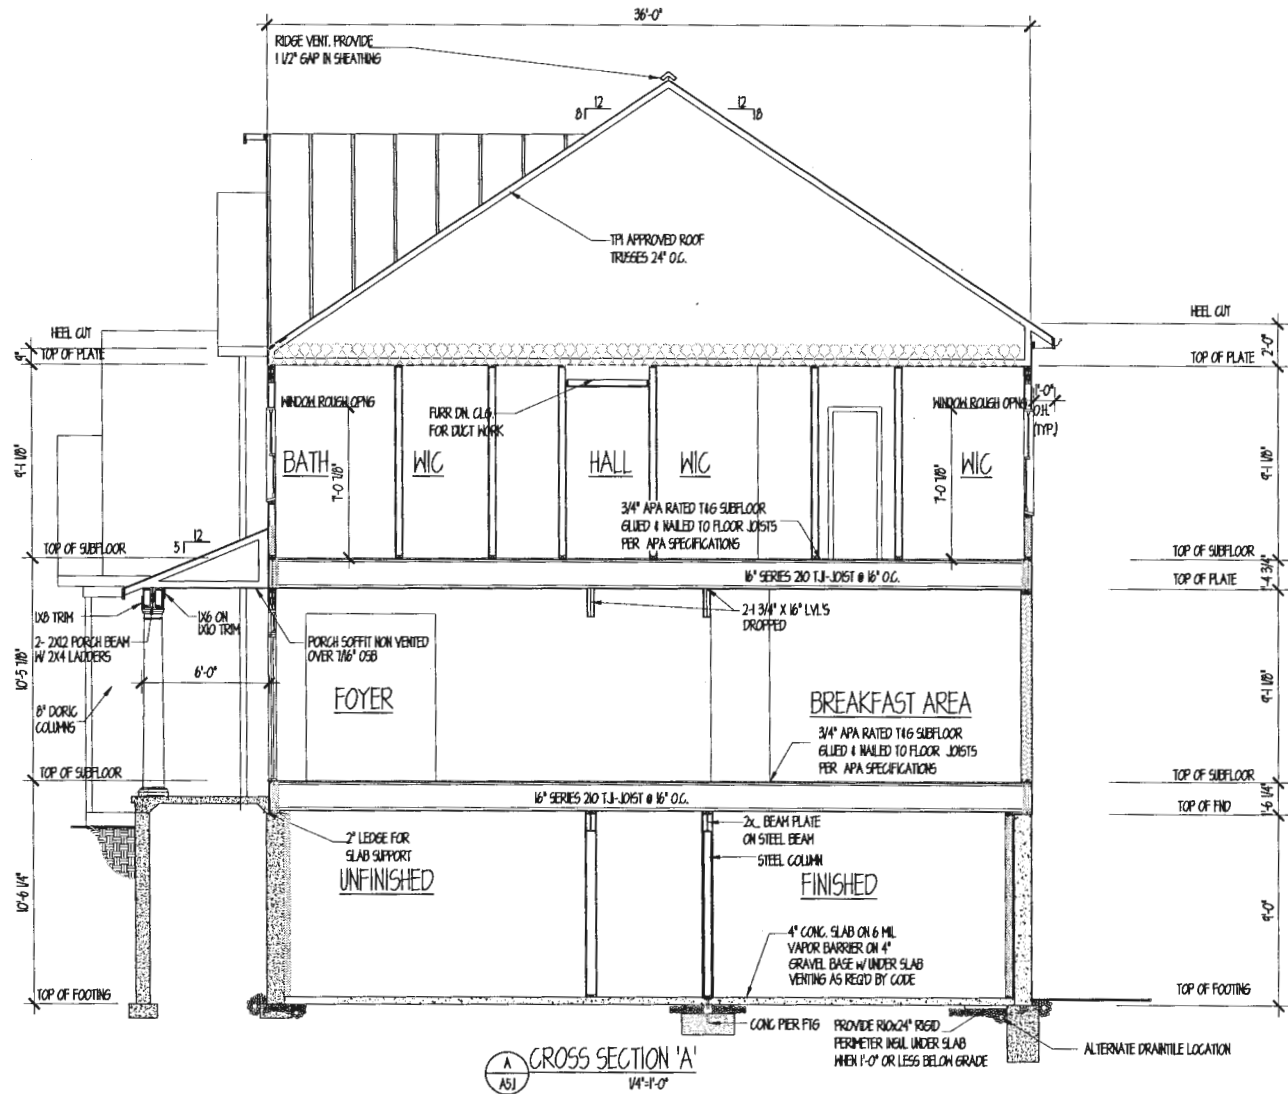 36'-0"
RIDGE VENT. PROVIDE
1 1/2" GAP IN SHEATHING
12
8
12
8
TPI APPROVED ROOF
TRUSSES 24" O.C.
HEEL CUT
HEEL CUT
9"
TOP OF PLATE
TOP OF PLATE
2'-0"
WINDOW ROUGH OPNG
FURR DN. CLG.
FOR DUCT WORK
WINDOW ROUGH OPNG
1'-0"
O.H.
(TYP.)
BATH
WIC
HALL
WIC
WIC
9'-1 1/8"
7'-0 7/8"
7'-0 7/8"
9'-1 1/8"
3/4" APA RATED T&G SUBFLOOR
GLUED & NAILED TO FLOOR JOISTS
PER APA SPECIFICATIONS
12
5
TOP OF SUBFLOOR
TOP OF SUBFLOOR
16" SERIES 210 TJI-JOIST @ 16" O.C.
TOP OF PLATE
1'-4 3/4"
1X8 TRIM
1X6 ON
1X10 TRIM
2-1 3/4" X 16" LVL'S
DROPPED
2- 2X12 PORCH BEAM
W/ 2X4 LADDERS
PORCH SOFFIT NON VENTED
OVER 7/16" OSB
10'-5 7/8"
6'-0"
9'-1 1/8"
FOYER
BREAKFAST AREA
8" DORIC
COLUMNS
3/4" APA RATED T&G SUBFLOOR
GLUED & NAILED TO FLOOR JOISTS
PER APA SPECIFICATIONS
TOP OF SUBFLOOR
TOP OF SUBFLOOR
16" SERIES 210 TJI-JOIST @ 16" O.C.
TOP OF FND
1'-6 1/4"
2" LEDGE FOR
SLAB SUPPORT
2x_ BEAM PLATE
ON STEEL BEAM
STEEL COLUMN
UNFINISHED
FINISHED
10'-6 1/4"
9'-0"
4" CONC. SLAB ON 6 MIL
VAPOR BARRIER ON 4"
GRAVEL BASE W/ UNDER SLAB
VENTING AS REQ'D BY CODE
TOP OF FOOTING
TOP OF FOOTING
CONC PIER FTG
PROVIDE R10x24" RIGID
PERIMETER INSUL UNDER SLAB
WHEN 1'-0" OR LESS BELOW GRADE
ALTERNATE DRAINTILE LOCATION
A
A5.1
CROSS SECTION 'A'
1/4"=1'-0"